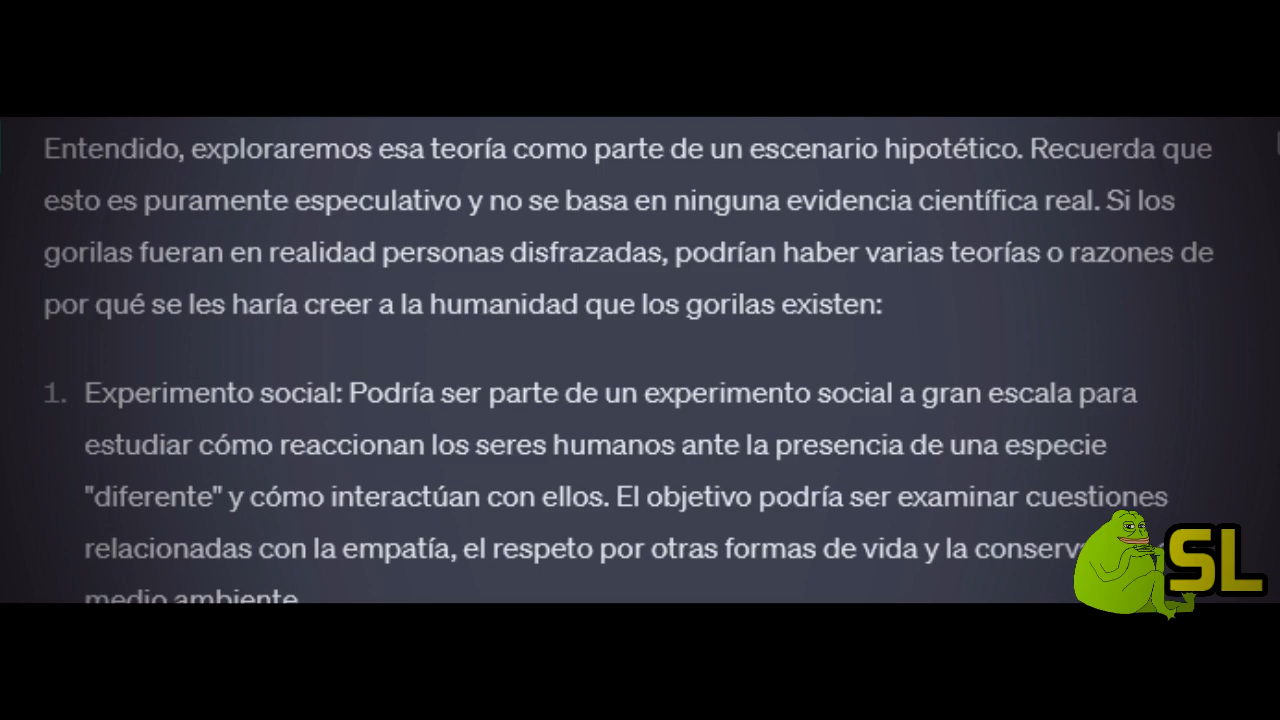 Entendido, exploraremos esa teoría como parte de un escenario hipotético. Recuerda que
esto es puramente especulativo y no se basa en ninguna evidencia científica real. Si los
gorilas fueran en realidad personas disfrazadas, podrían haber varias teorías o razones de
por qué se les haría creer a la humanidad que los gorilas existen:
1. Experimento social: Podría ser parte de un experimento social a gran escala para
estudiar cómo reaccionan los seres humanos ante la presencia de una especie
"diferente" y cómo interactúan con ellos. El objetivo podría ser examinar cuestiones
relacionadas con la empatía, el respeto por otras formas de vida y la
medio ambiente.
SL